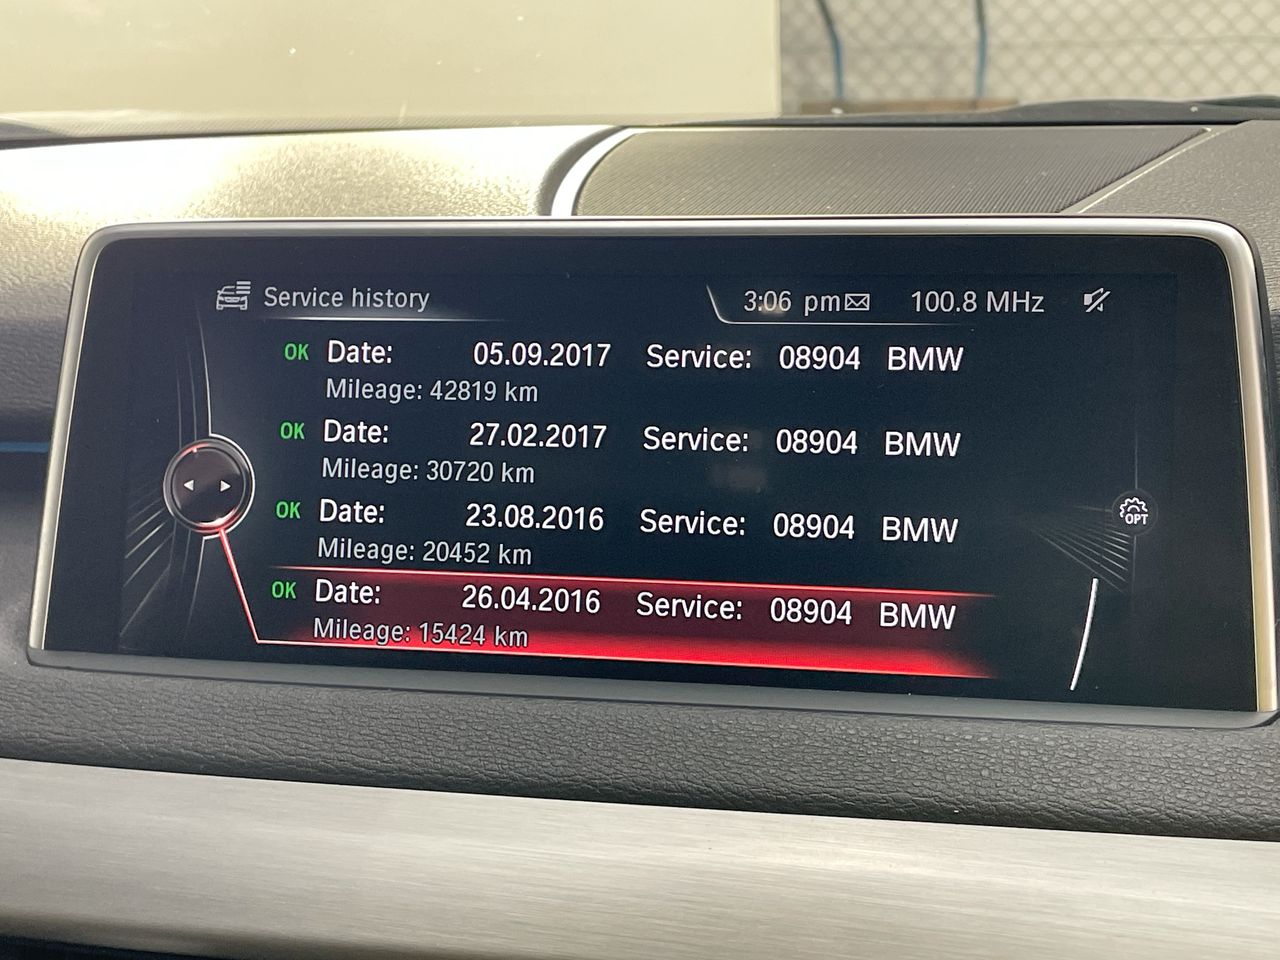 Service history 3:06 pm 100.8 MHz
OK Date: 05.09.2017 Service: 08904 BMW
Mileage: 42819 km
OK Date: 27.02.2017 Service: 08904 BMW
Mileage: 30720 km
OK Date: 23.08.2016 Service: 08904 BMW
Mileage: 20452 km
OK Date: 26.04.2016 Service: 08904 BMW
Mileage: 15424 km
OPT